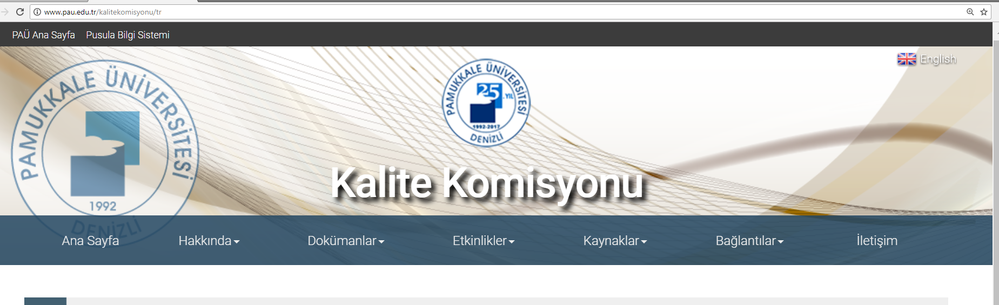 www.pau.edu.tr/kalitekomisyonu/tr
PAÜ Ana Sayfa Pusula Bilgi Sistemi
English
PAMUKKALE ÜNİVERSİTESİ
1992
DENİZLİ
PAMUKKALE ÜNİVERSİTESİ
25.YIL
1992-2017
DENİZLİ
Kalite Komisyonu
Ana Sayfa Hakkında Dokümanlar Etkinlikler Kaynaklar Bağlantılar İletişim